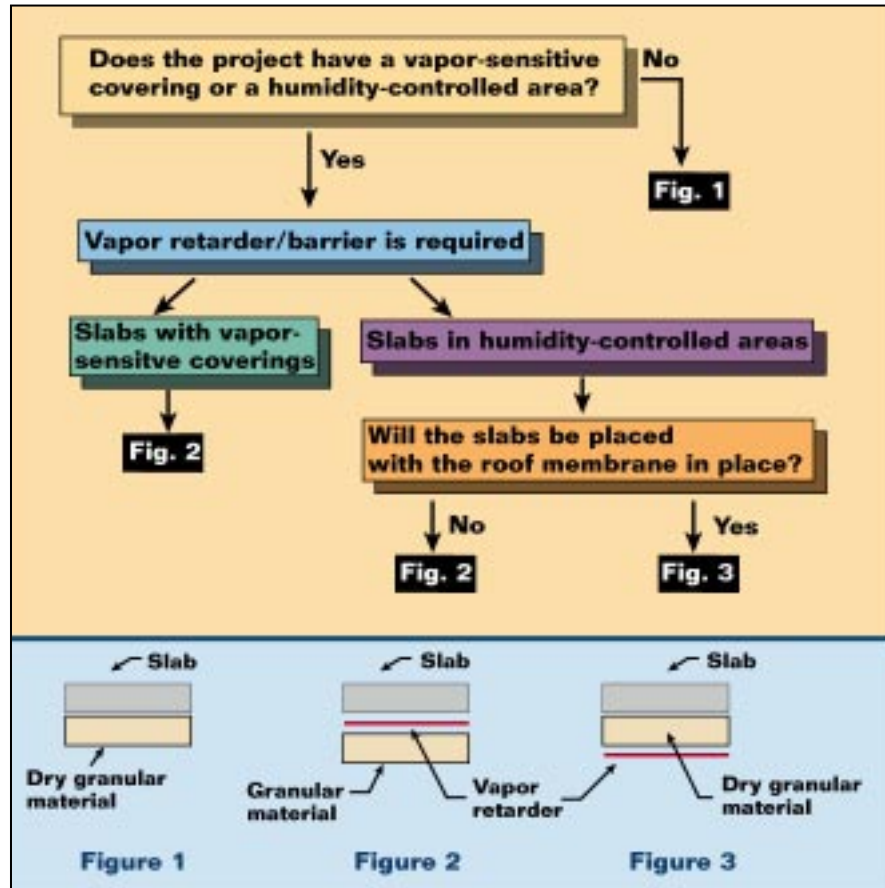 Does the project have a vapor-sensitive
covering or a humidity-controlled area?
No
Yes
Fig. 1
Vapor retarder/barrier is required
Slabs with vapor-
sensitve coverings
Slabs in humidity-controlled areas
Fig. 2
Will the slabs be placed
with the roof membrane in place?
No
Yes
Fig. 2
Fig. 3
Slab
Dry granular
material
Figure 1
Slab
Granular
material
Vapor
retarder
Figure 2
Slab
Dry granular
material
Figure 3